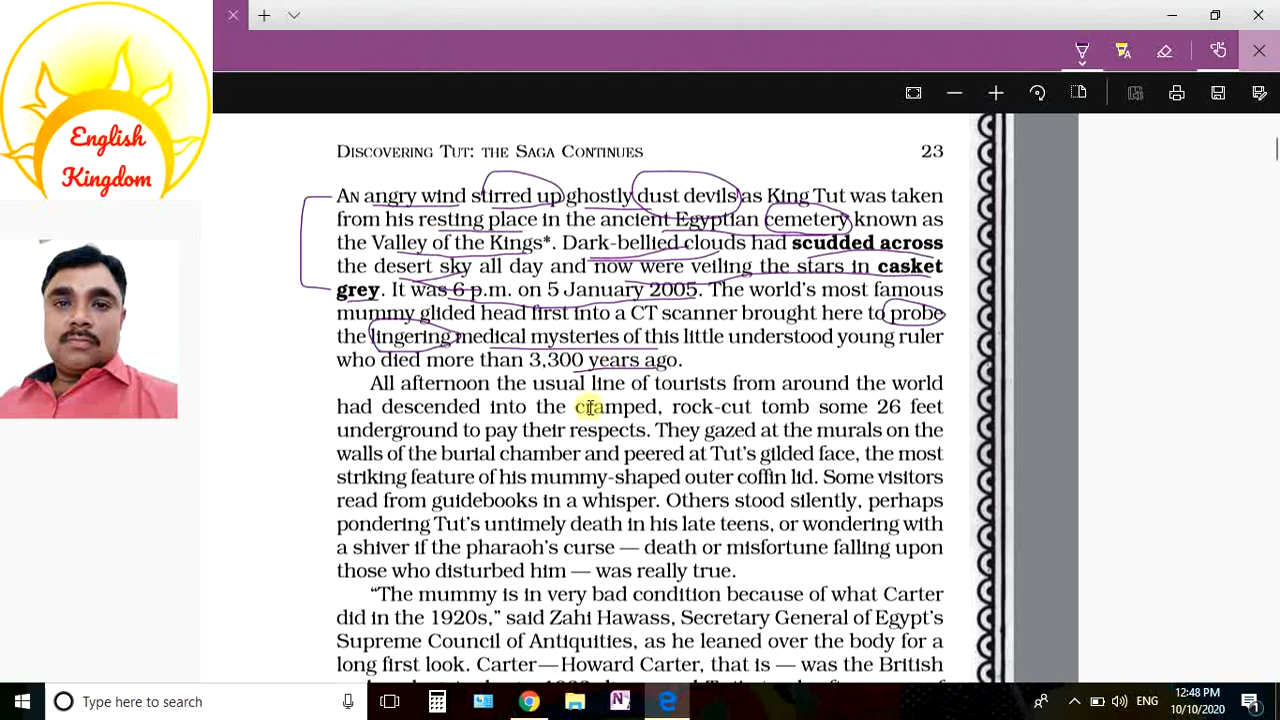 English
Kingdom
DISCOVERING TUT: THE SAGA CONTINUES 23
AN angry wind stirred up ghostly dust devils as King Tut was taken
from his resting place in the ancient Egyptian cemetery known as
the Valley of the Kings*. Dark-bellied clouds had scudded across
the desert sky all day and now were veiling the stars in casket
grey. It was 6 p.m. on 5 January 2005. The world's most famous
mummy glided head first into a CT scanner brought here to probe
the lingering medical mysteries of this little understood young ruler
who died more than 3,300 years ago.
All afternoon the usual line of tourists from around the world
had descended into the cramped, rock-cut tomb some 26 feet
underground to pay their respects. They gazed at the murals on the
walls of the burial chamber and peered at Tut's gilded face, the most
striking feature of his mummy-shaped outer coffin lid. Some visitors
read from guidebooks in a whisper. Others stood silently, perhaps
pondering Tut's untimely death in his late teens, or wondering with
a shiver if the pharaoh's curse — death or misfortune falling upon
those who disturbed him — was really true.
"The mummy is in very bad condition because of what Carter
did in the 1920s," said Zahi Hawass, Secretary General of Egypt's
Supreme Council of Antiquities, as he leaned over the body for a
long first look. Carter—Howard Carter, that is — was the British
Type here to search
ENG
12:48 PM
10/10/2020